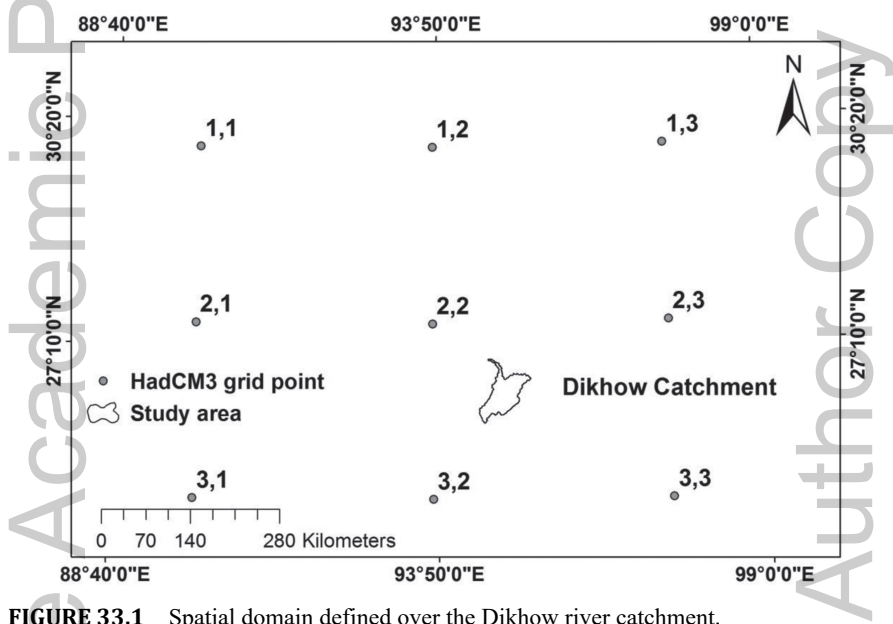 88°40'0"E 93°50'0"E 99°0'0"E
N
30°20'0"N 30°20'0"N
1,1 1,2 1,3
2,1 2,2 2,3
27°10'0"N 27°10'0"N
HadCM3 grid point
Study area
Dikhow Catchment
3,1 3,2 3,3
0 70 140 280 Kilometers
88°40'0"E 93°50'0"E 99°0'0"E
FIGURE 33.1 Spatial domain defined over the Dikhow river catchment.
e Academic P
Author Copy